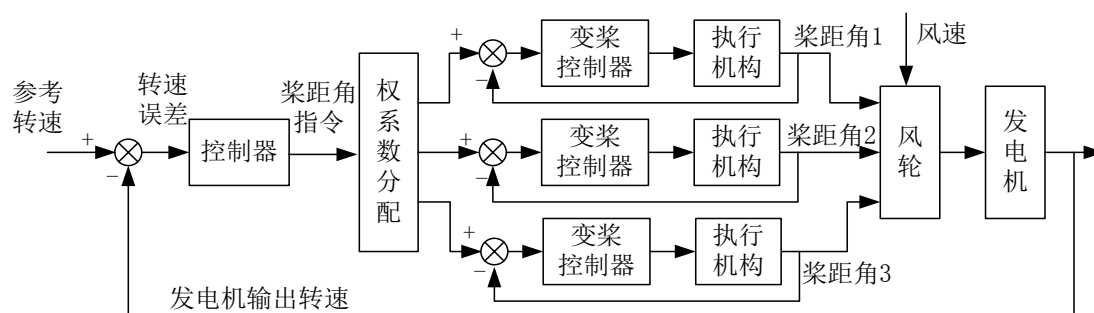 参考
转速
+
−
转速
误差
控制器
桨距角
指令
权
系
数
分
配
+
−
变桨
控制器
执行
机构
桨距角1
+
−
变桨
控制器
执行
机构
桨距角2
+
−
变桨
控制器
执行
机构
桨距角3
风速
风
轮
发
电
机
发电机输出转速